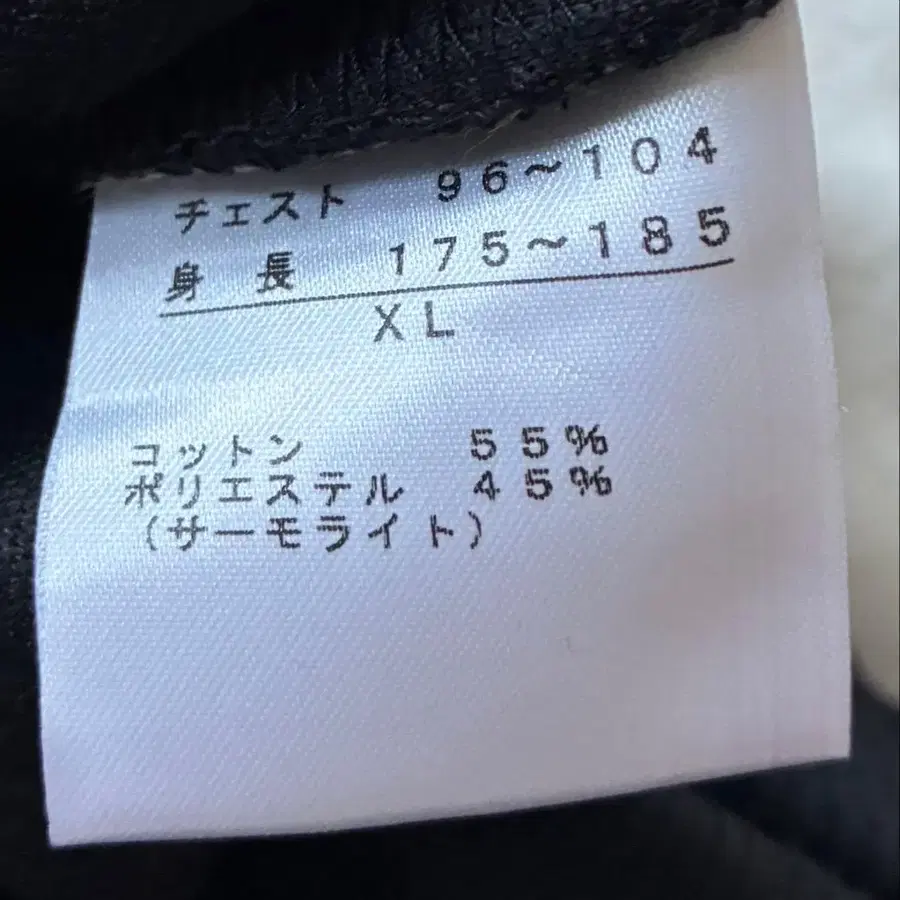 チェスト 96~104
身長 175~185
XL
コットン 55%
ポリエステル 45%
(サーモライト)